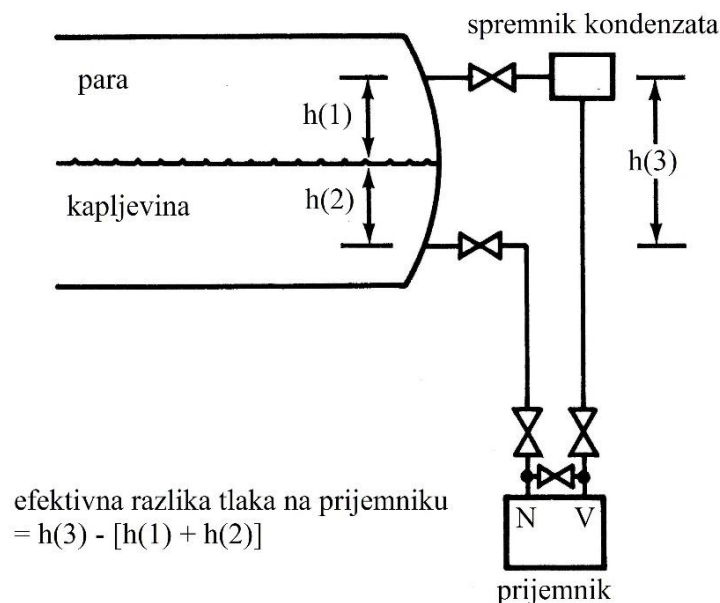 spremnik kondenzata
para
h(1)
h(3)
kapljevina
h(2)
efektivna razlika tlaka na prijemniku
= h(3) - [h(1) + h(2)]
N V
prijemnik